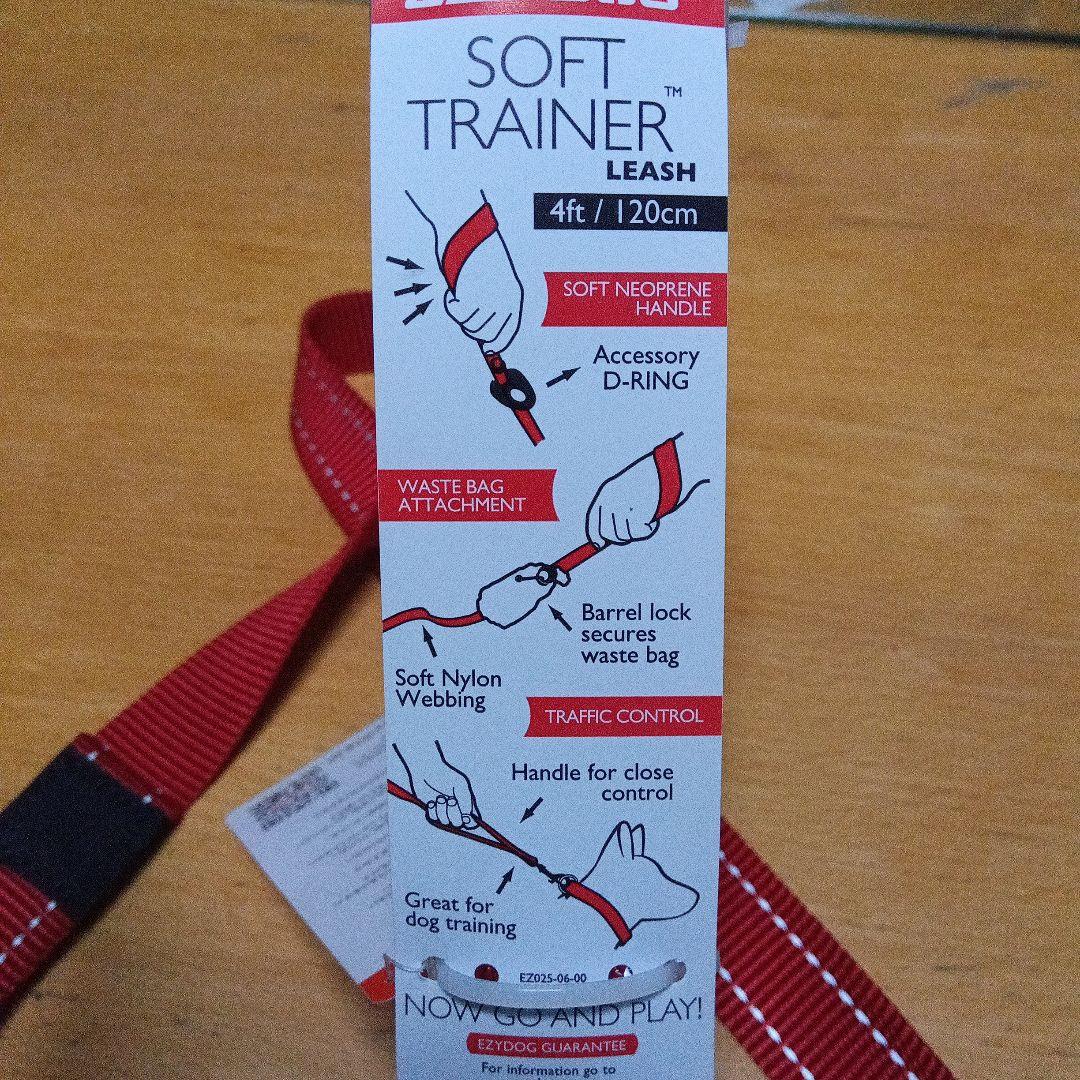 SOFT
TRAINER™
LEASH
4ft / 120cm
SOFT NEOPRENE
HANDLE
Accessory
D-RING
WASTE BAG
ATTACHMENT
Barrel lock
secures
waste bag
Soft Nylon
Webbing
TRAFFIC CONTROL
Handle for close
control
Great for
dog training
EZ025-06-00
NOW GO AND PLAY!
EZYDOG GUARANTEE
For information go to